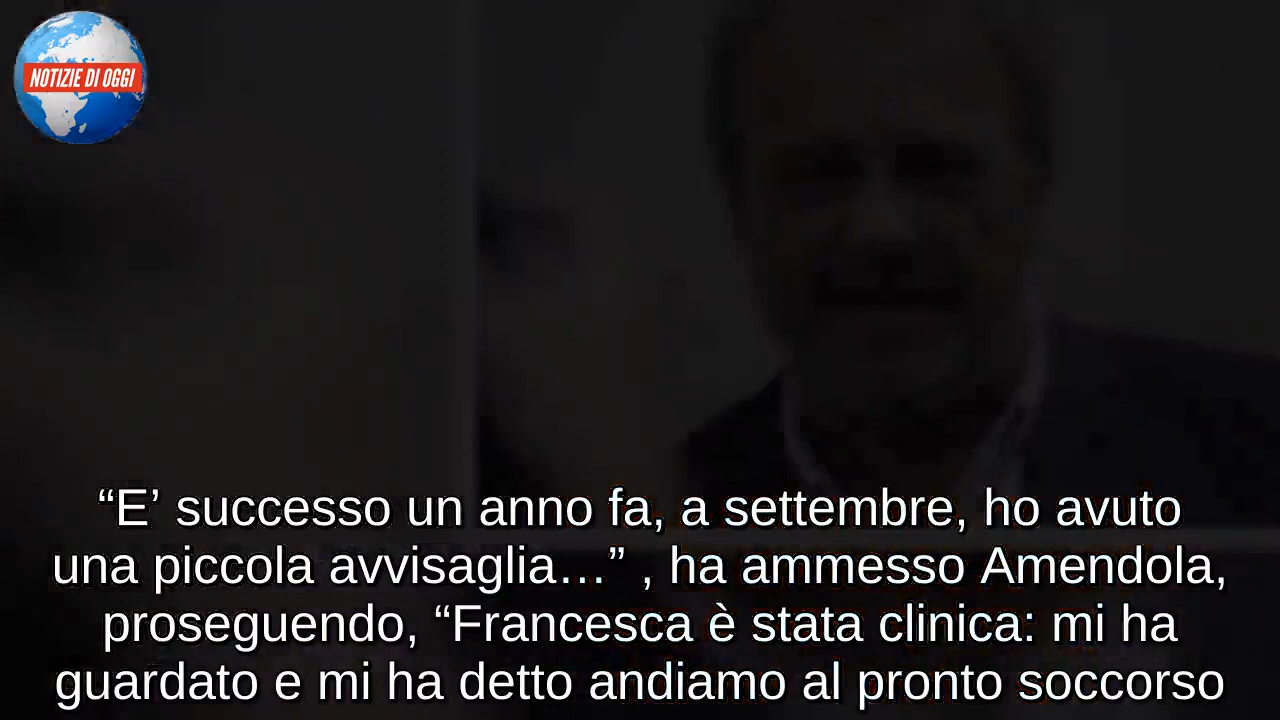 NOTIZIE DI OGGI
“E’ successo un anno fa, a settembre, ho avuto
una piccola avvisaglia…” , ha ammesso Amendola,
proseguendo, “Francesca è stata clinica: mi ha
guardato e mi ha detto andiamo al pronto soccorso